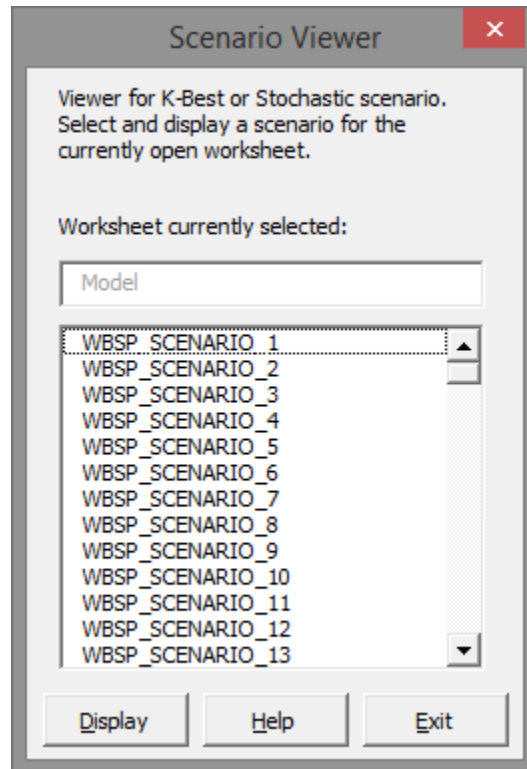 Scenario Viewer
Viewer for K-Best or Stochastic scenario.
Select and display a scenario for the
currently open worksheet.
Worksheet currently selected:
Model
WBSP_SCENARIO_1
WBSP_SCENARIO_2
WBSP_SCENARIO_3
WBSP_SCENARIO_4
WBSP_SCENARIO_5
WBSP_SCENARIO_6
WBSP_SCENARIO_7
WBSP_SCENARIO_8
WBSP_SCENARIO_9
WBSP_SCENARIO_10
WBSP_SCENARIO_11
WBSP_SCENARIO_12
WBSP_SCENARIO_13
Display Help Exit